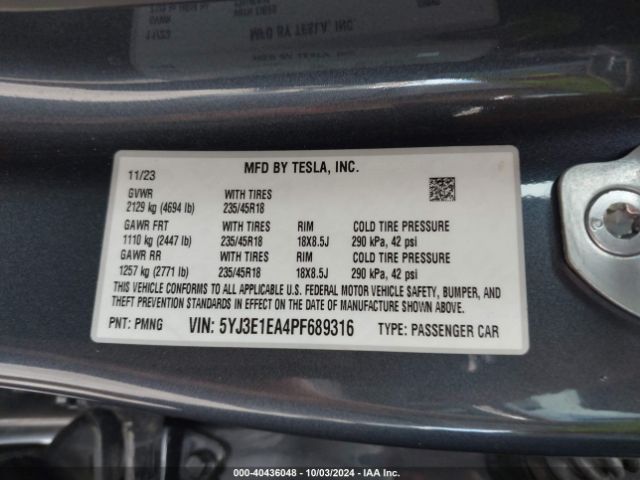 11/23 MFD BY TESLA, INC.
GVWR WITH TIRES
2129 kg (4694 lb) 235/45R18
GAWR FRT WITH TIRES RIM COLD TIRE PRESSURE
1110 kg (2447 lb) 235/45R18 18X8.5J 290 kPa, 42 psi
GAWR RR WITH TIRES RIM COLD TIRE PRESSURE
1257 kg (2771 lb) 235/45R18 18X8.5J 290 kPa, 42 psi
THIS VEHICLE CONFORMS TO ALL APPLICABLE U.S. FEDERAL MOTOR VEHICLE SAFETY, BUMPER, AND
THEFT PREVENTION STANDARDS IN EFFECT ON THE DATE OF MANUFACTURE SHOWN ABOVE.
PNT: PMNG VIN: 5YJ3E1EA4PF689316 TYPE: PASSENGER CAR
000-40436048 - 10/03/2024 - IAA Inc.